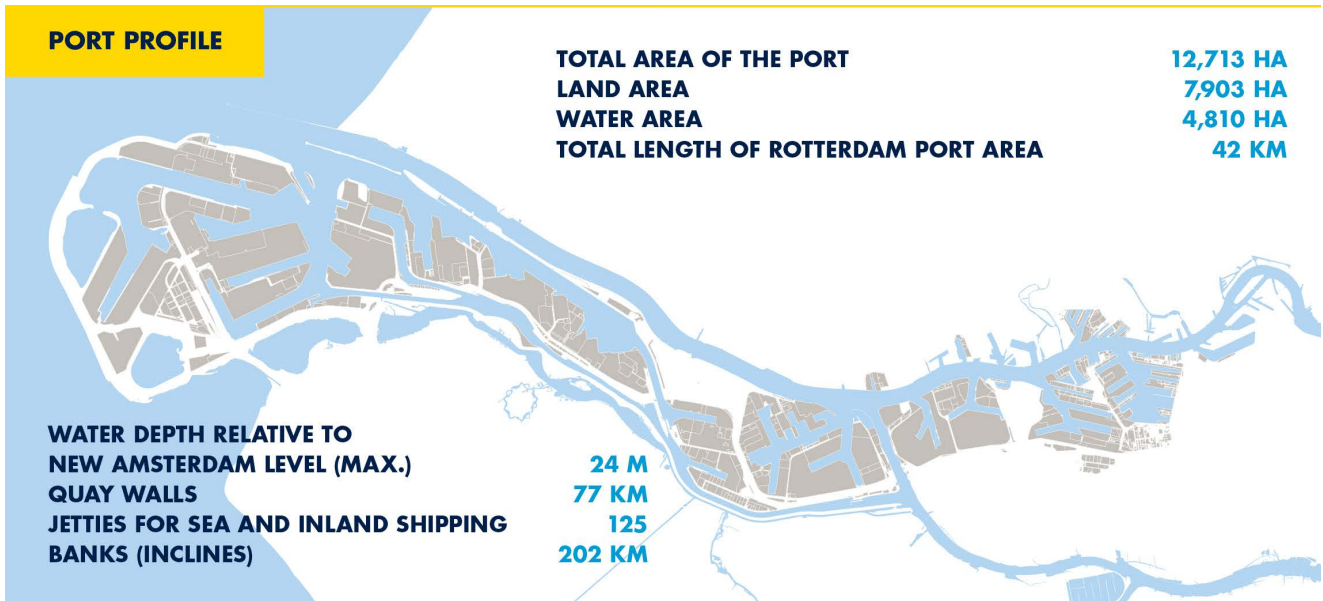 PORT PROFILE
TOTAL AREA OF THE PORT 12,713 HA
LAND AREA 7,903 HA
WATER AREA 4,810 HA
TOTAL LENGTH OF ROTTERDAM PORT AREA 42 KM
WATER DEPTH RELATIVE TO
NEW AMSTERDAM LEVEL (MAX.) 24 M
QUAY WALLS 77 KM
JETTIES FOR SEA AND INLAND SHIPPING 125
BANKS (INCLINES) 202 KM